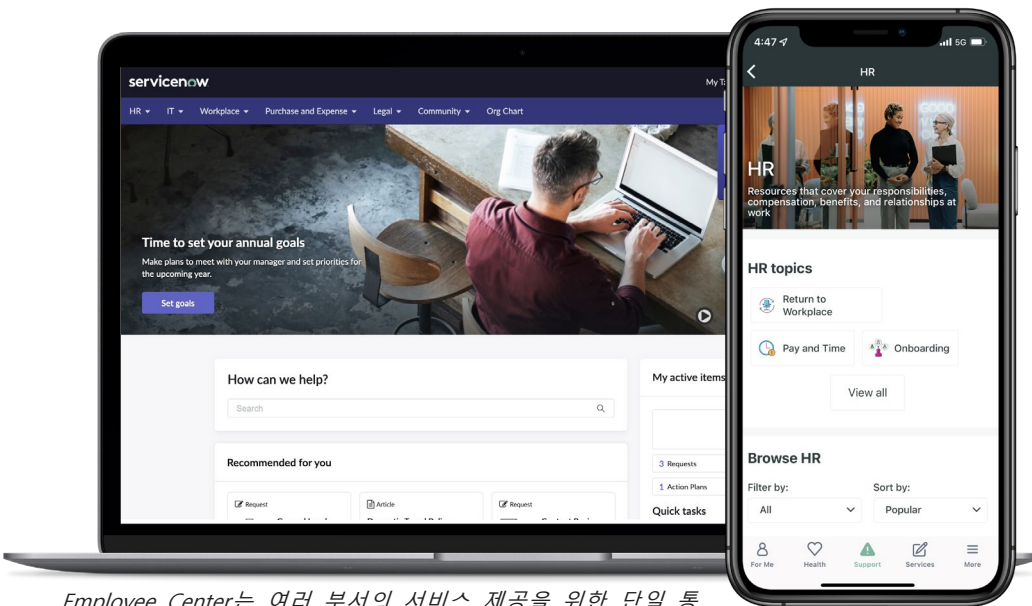 servicenow
My T
HR IT Workplace Purchase and Expense Legal Community Org Chart
Time to set your annual goals
Make plans to meet with your manager and set priorities for
the upcoming year.
Set goals
How can we help?
Search
Recommended for you
Request
Article
Request
My active items
3 Requests
1 Action Plans
Quick tasks
4:47
5G
HR
GOOD
HR
Resources that cover your responsibilities,
compensation, benefits, and relationships at
work
HR topics
Return to
Workplace
Pay and Time
Onboarding
View all
Browse HR
Filter by: Sort by:
All Popular
For Me Health Support Services More
Employee Center는 여러 부서의 서비스 제공을 위한 단일 통